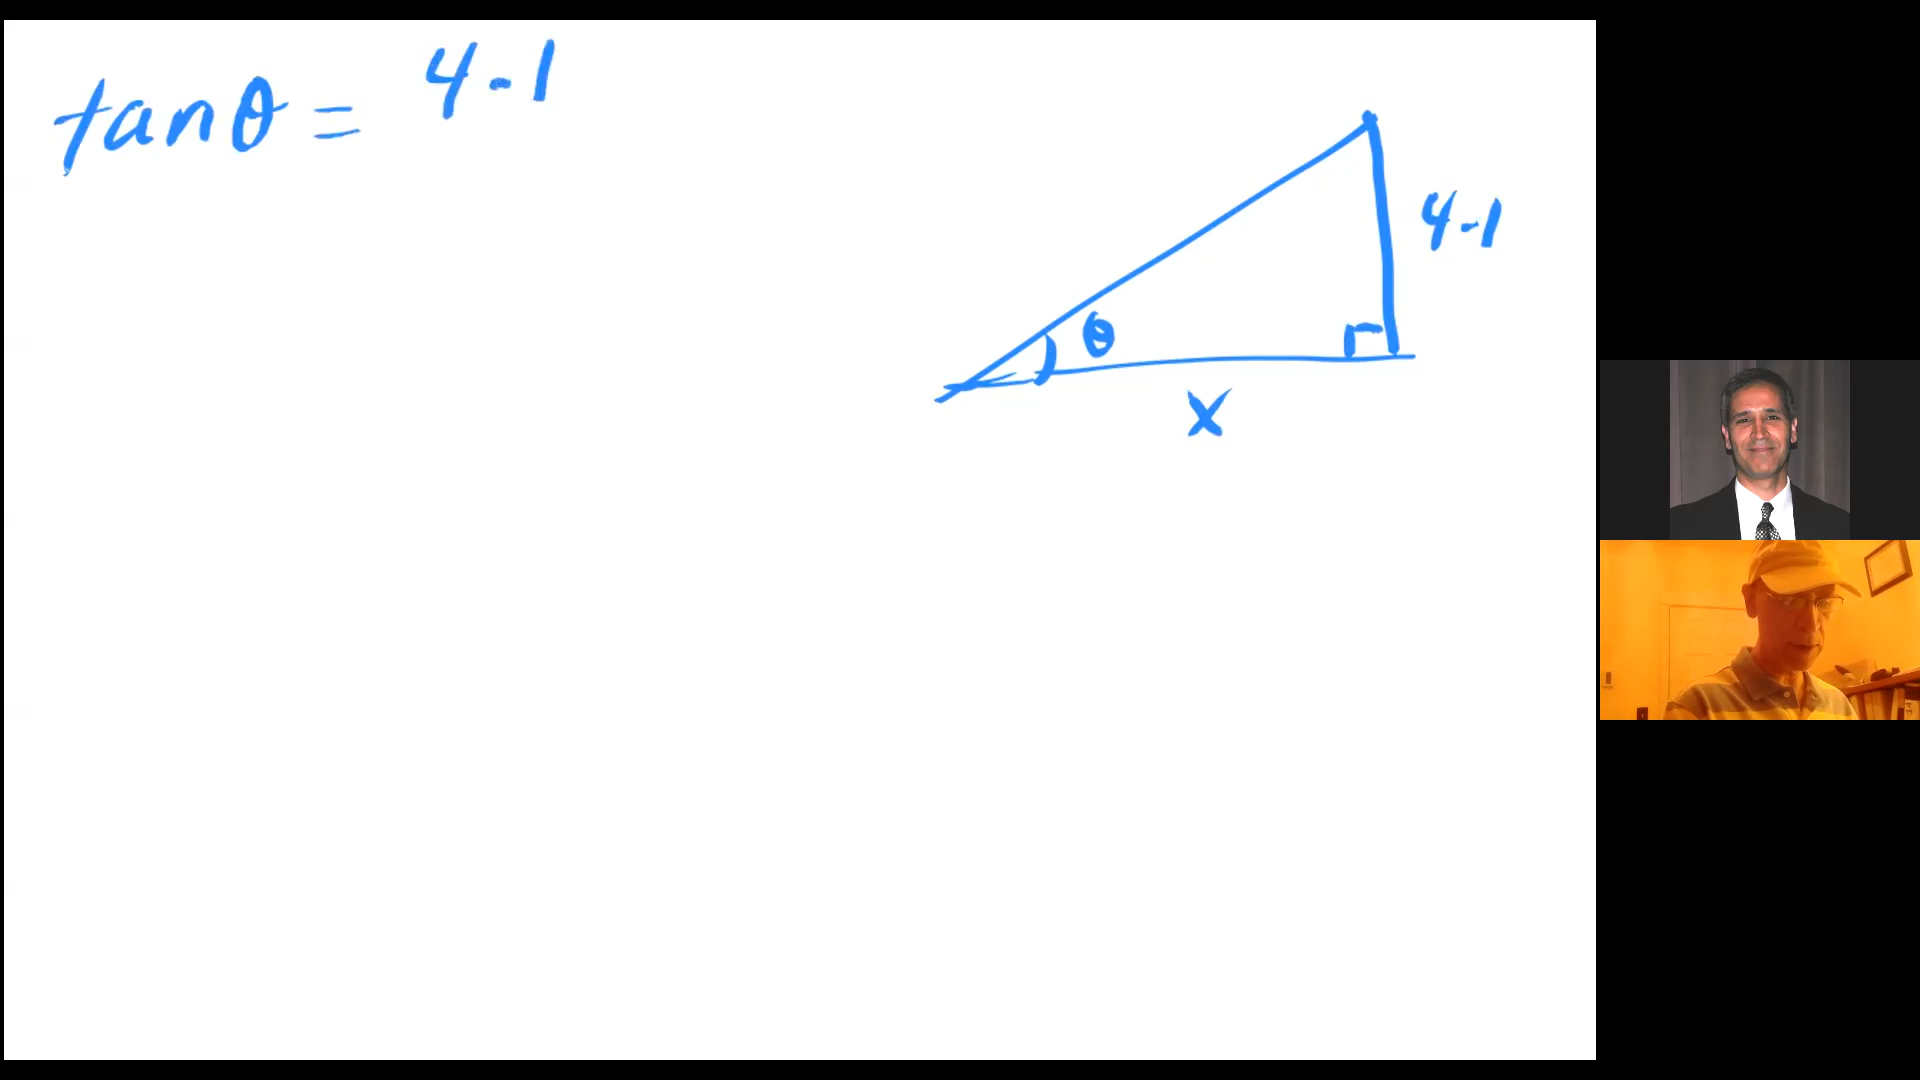 tanθ = 4-1
4-1
θ
x